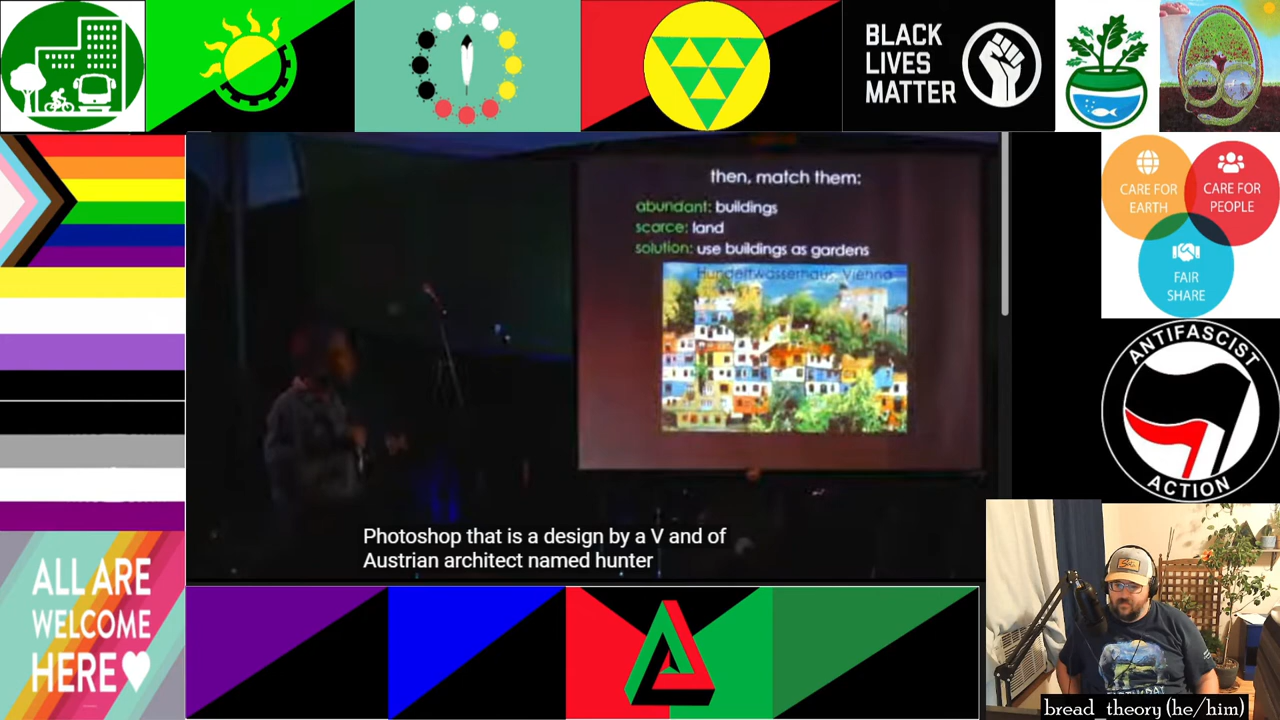 BLACK
LIVES
MATTER
then, match them:
abundant: buildings
scarce: land
solution: use buildings as gardens
Hundertwasserhaus, Vienna
CARE FOR
EARTH
CARE FOR
PEOPLE
FAIR
SHARE
ANTIFASCIST
ACTION
ALL ARE
WELCOME
HERE
Photoshop that is a design by a V and of
Austrian architect named hunter
bread_theory (he/him)